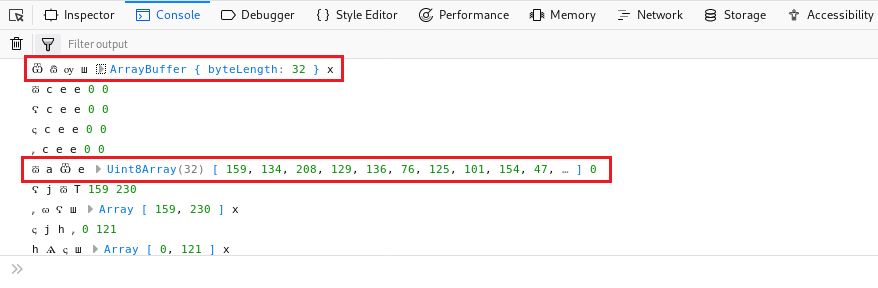 Inspector Console Debugger Style Editor Performance Memory Network Storage Accessibility
Filter output
ArrayBuffer { byteLength: 32 } x
c e e 0 0
c e e 0 0
ς c e e 0 0
, c e e 0 0
a e Uint8Array(32) [ 159, 134, 208, 129, 136, 76, 125, 101, 154, 47, … ] 0
j T 159 230
, ω ʕ ш Array [ 159, 230 ] x
ς j h , 0 121
h Ѧ ς ш Array [ 0, 121 ] x